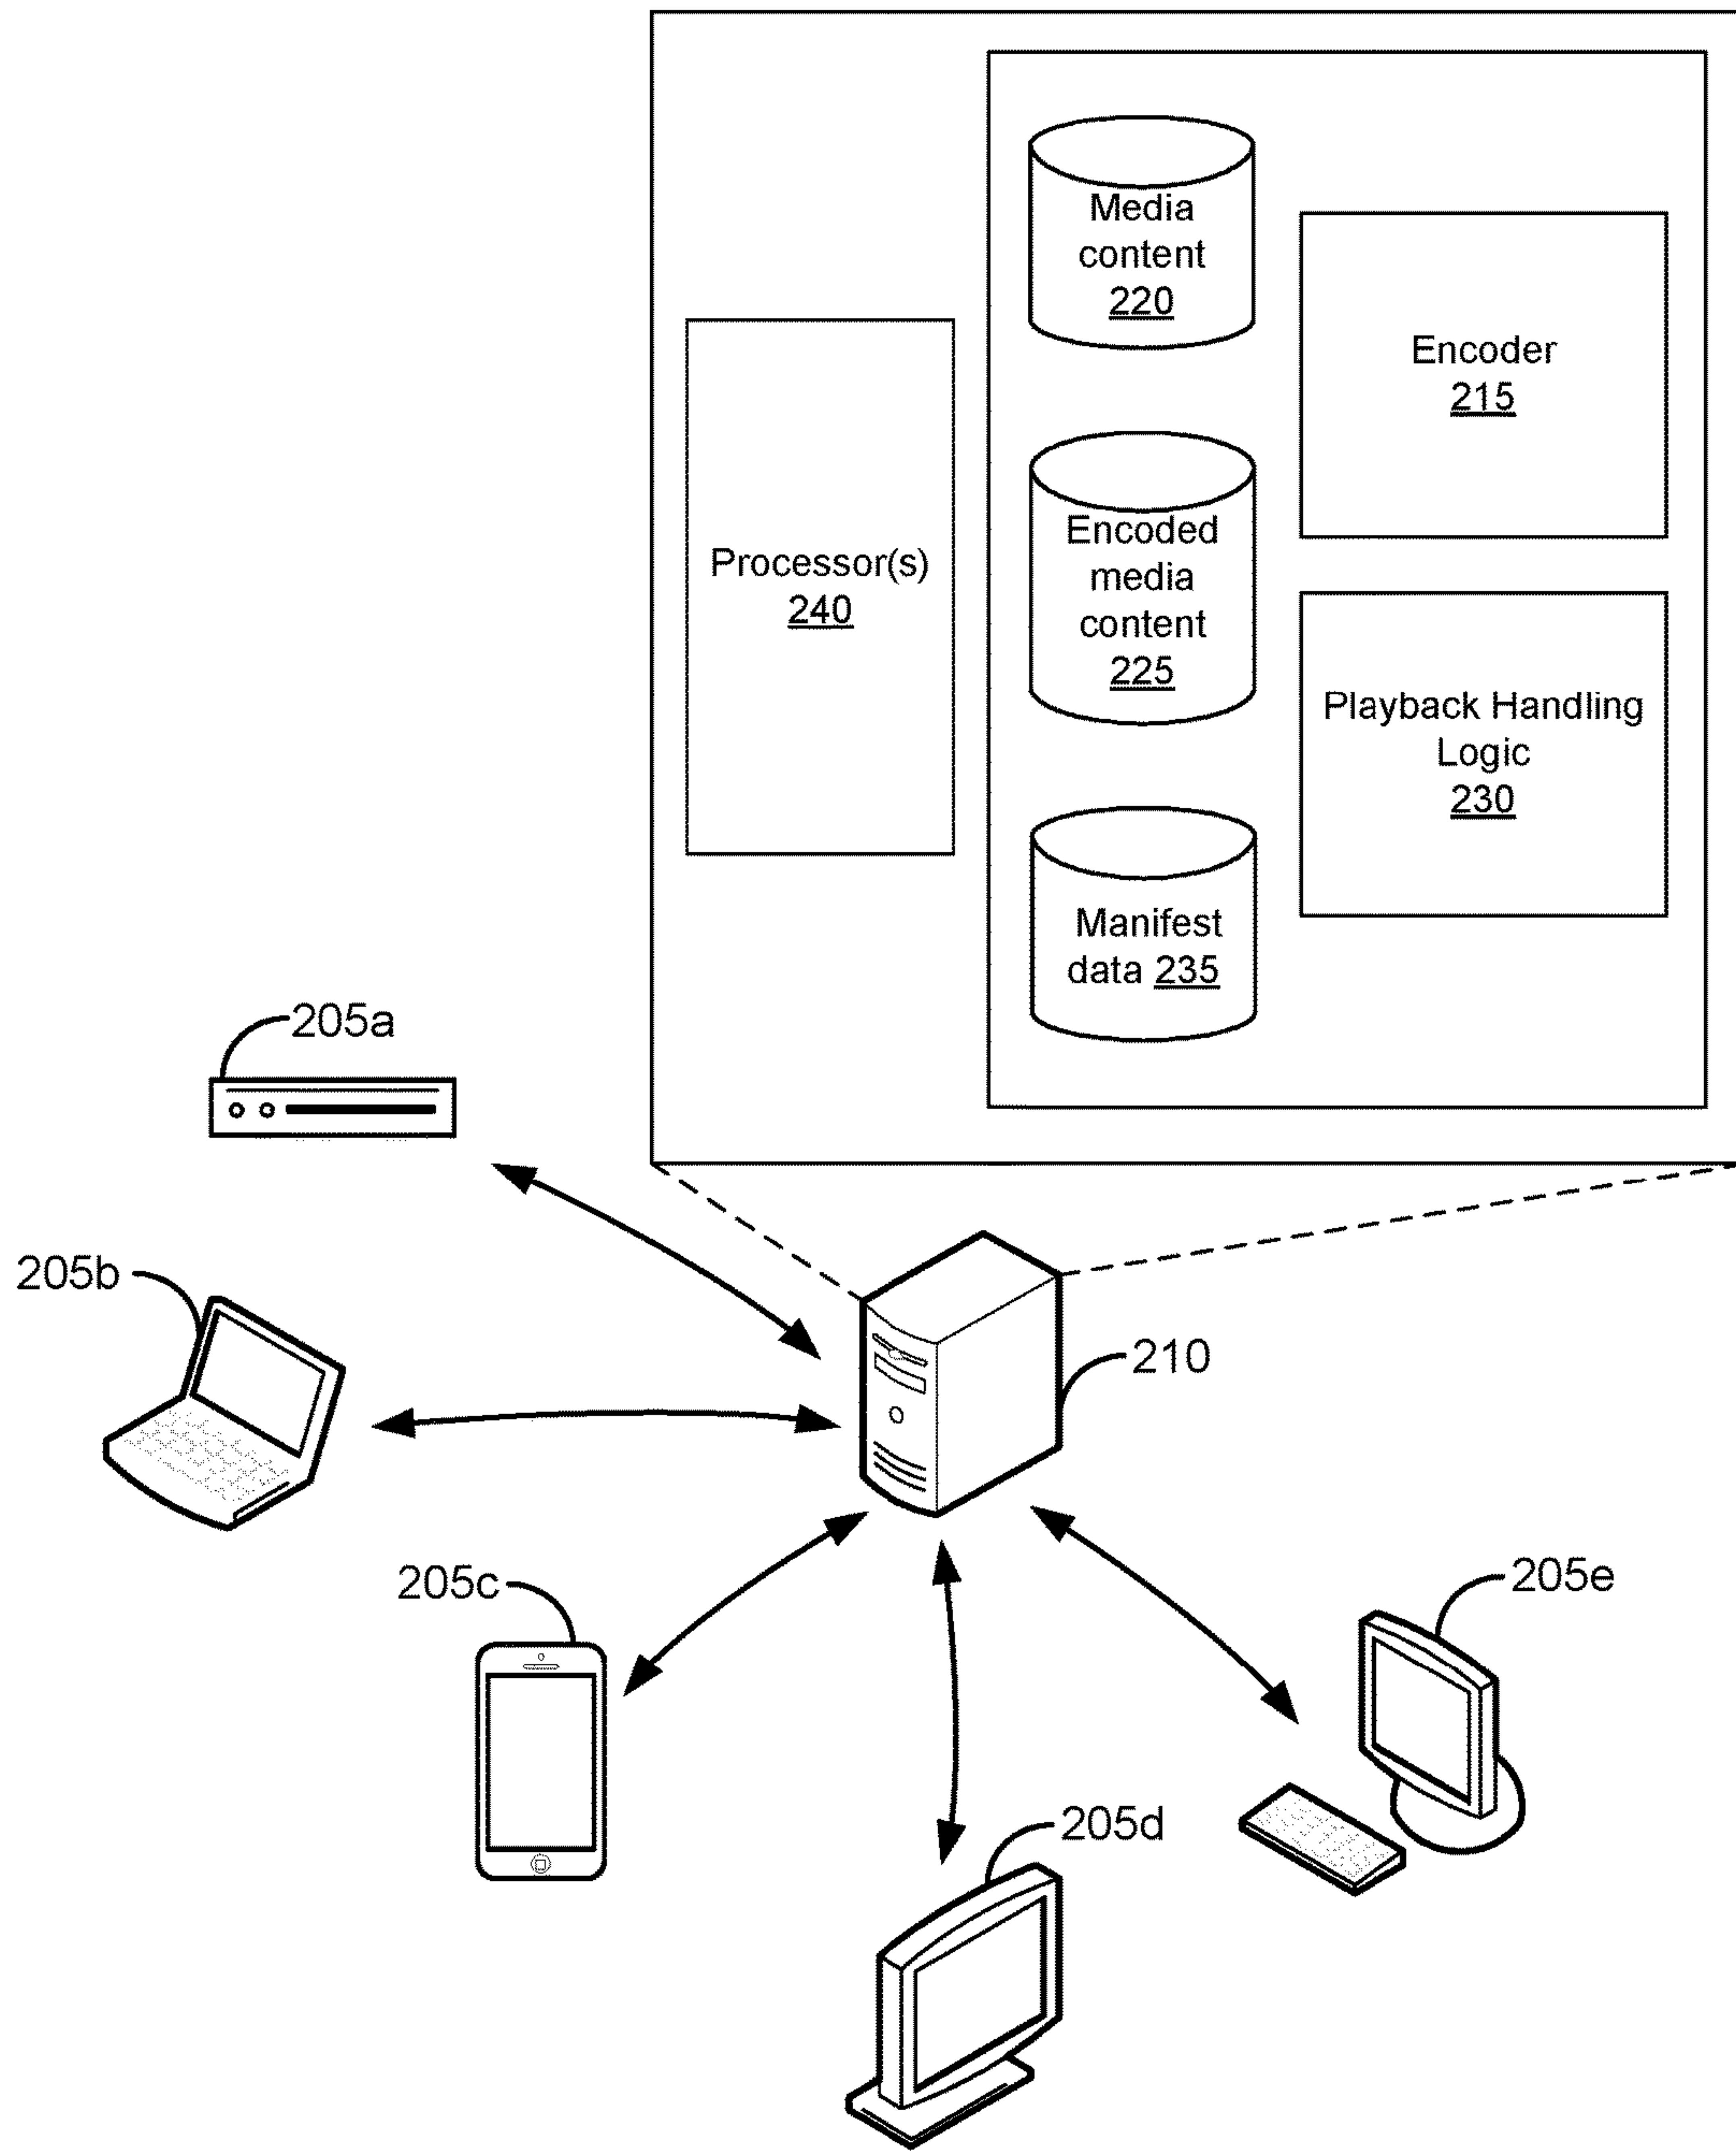 Media
content
220
Encoder
215
Encoded
media
content
225
Processor(s)
240
Playback Handling
Logic
230
Manifest
data 235
205a
205b
210
205c
205e
205d